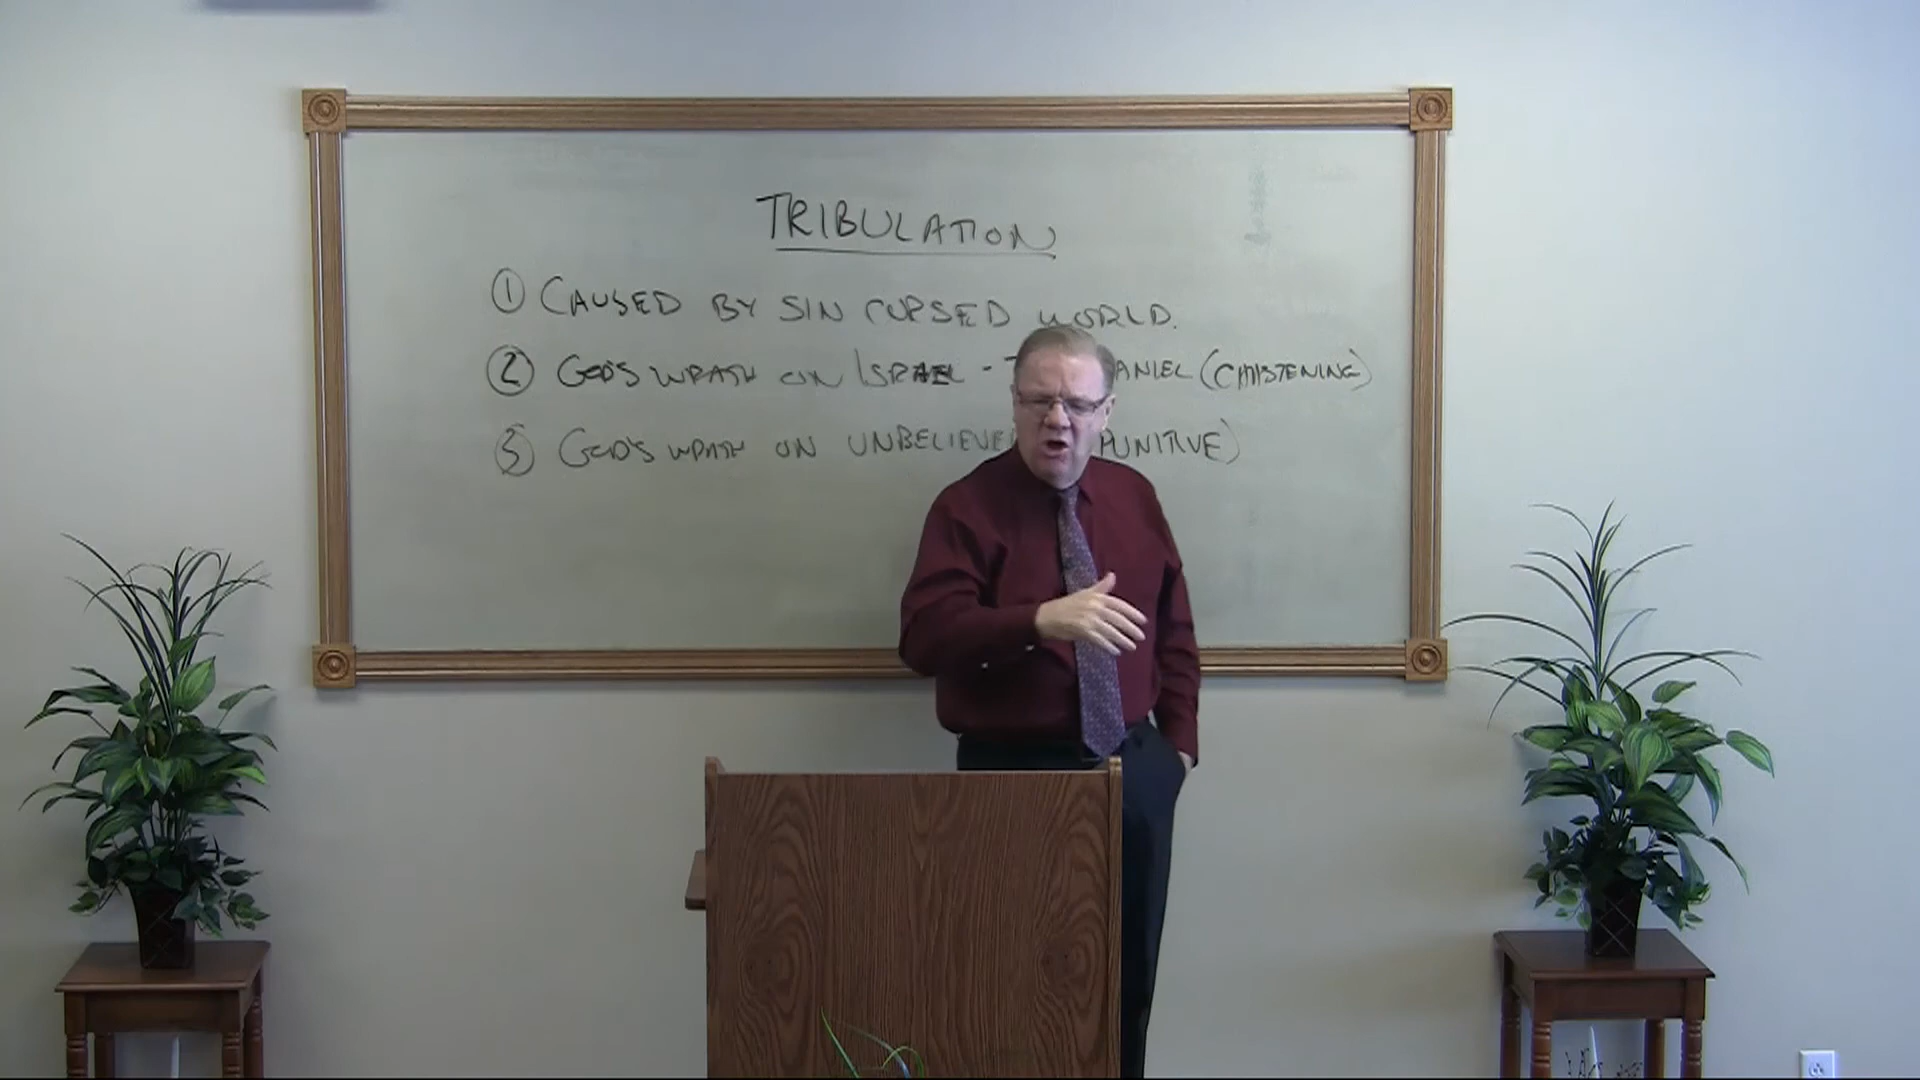 TRIBULATION
① CAUSED BY SIN CURSED WORLD.
② GOD'S WRATH ON ISRAEL - ANIEL (CHASTENING)
③ GOD'S WRATH ON UNBELIEVE PUNITIVE)